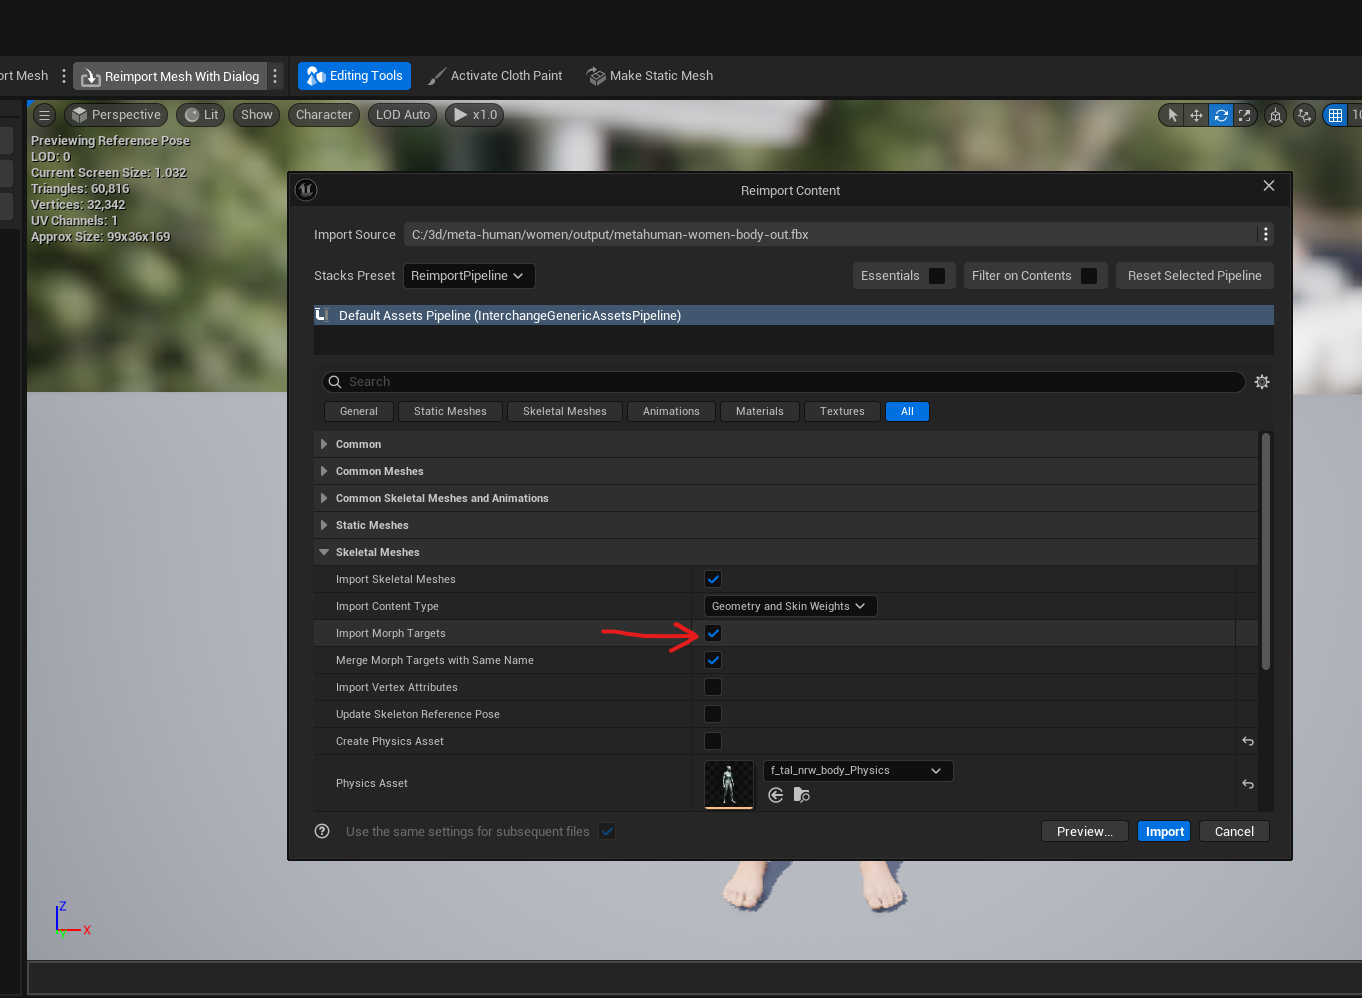 ort Mesh
Reimport Mesh With Dialog
Editing Tools
Activate Cloth Paint
Make Static Mesh
Perspective
Lit
Show
Character
LOD Auto
x1.0
10
Previewing Reference Pose
LOD: 0
Current Screen Size: 1.032
Triangles: 60,816
Vertices: 32,342
UV Channels: 1
Approx Size: 99x36x169
Reimport Content
Import Source
C:/3d/meta-human/women/output/metahuman-women-body-out.fbx
Stacks Preset
ReimportPipeline
Essentials
Filter on Contents
Reset Selected Pipeline
Default Assets Pipeline (InterchangeGenericAssetsPipeline)
Search
General
Static Meshes
Skeletal Meshes
Animations
Materials
Textures
All
Common
Common Meshes
Common Skeletal Meshes and Animations
Static Meshes
Skeletal Meshes
Import Skeletal Meshes
Import Content Type
Geometry and Skin Weights
Import Morph Targets
Merge Morph Targets with Same Name
Import Vertex Attributes
Update Skeleton Reference Pose
Create Physics Asset
Physics Asset
f_tal_nrw_body_Physics
Use the same settings for subsequent files
Preview...
Import
Cancel
Z
X
Y